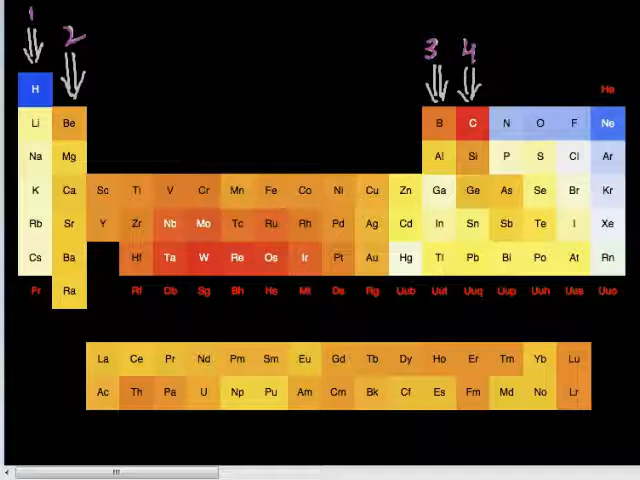 1 2 3 4
H He
Li Be B C N O F Ne
Na Mg Al Si P S Cl Ar
K Ca Sc Ti V Cr Mn Fe Co Ni Cu Zn Ga Ge As Se Br Kr
Rb Sr Y Zr Nb Mo Tc Ru Rh Pd Ag Cd In Sn Sb Te I Xe
Cs Ba Hf Ta W Re Os Ir Pt Au Hg Tl Pb Bi Po At Rn
Fr Ra Rf Db Sg Bh Hs Mt Ds Rg Uub Uut Uuq Uup Uuh Uus Uuo
La Ce Pr Nd Pm Sm Eu Gd Tb Dy Ho Er Tm Yb Lu
Ac Th Pa U Np Pu Am Cm Bk Cf Es Fm Md No Lr